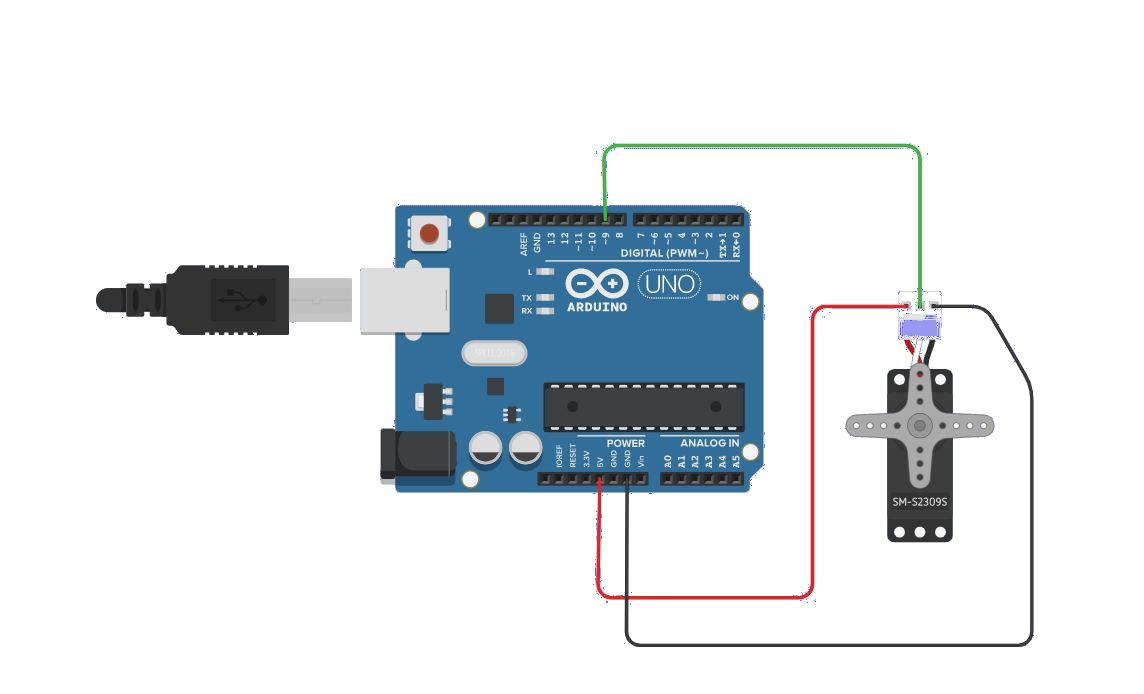 AREF
GND
13
12
~11
~10
~9
8
7
~6
~5
4
~3
2
TX→1
RX←0
DIGITAL (PWM~)
L
TX
RX
ARDUINO
UNO
ON
POWER
ANALOG IN
IOREF
RESET
3.3V
5V
GND
GND
Vin
A0
A1
A2
A3
A4
A5
SM-S2309S